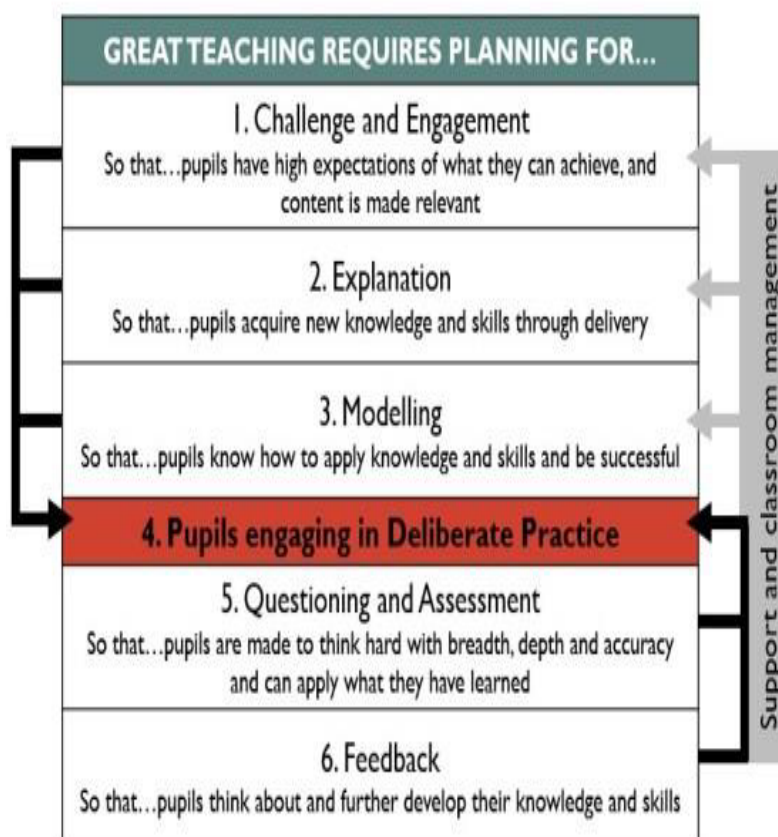 GREAT TEACHING REQUIRES PLANNING FOR...
1. Challenge and Engagement
So that...pupils have high expectations of what they can achieve, and
content is made relevant
2. Explanation
So that...pupils acquire new knowledge and skills through delivery
3. Modelling
So that...pupils know how to apply knowledge and skills and be successful
4. Pupils engaging in Deliberate Practice
5. Questioning and Assessment
So that...pupils are made to think hard with breadth, depth and accuracy
and can apply what they have learned
6. Feedback
So that...pupils think about and further develop their knowledge and skills
Support and classroom management